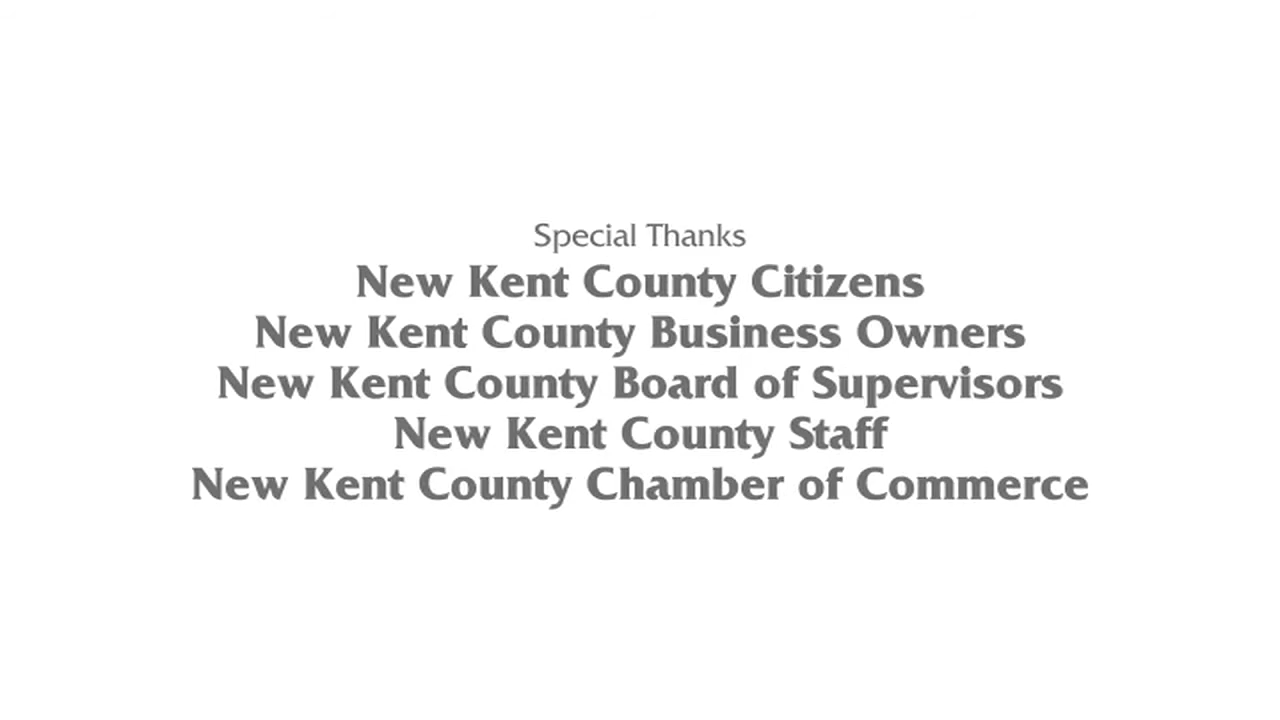 Special Thanks
New Kent County Citizens
New Kent County Business Owners
New Kent County Board of Supervisors
New Kent County Staff
New Kent County Chamber of Commerce